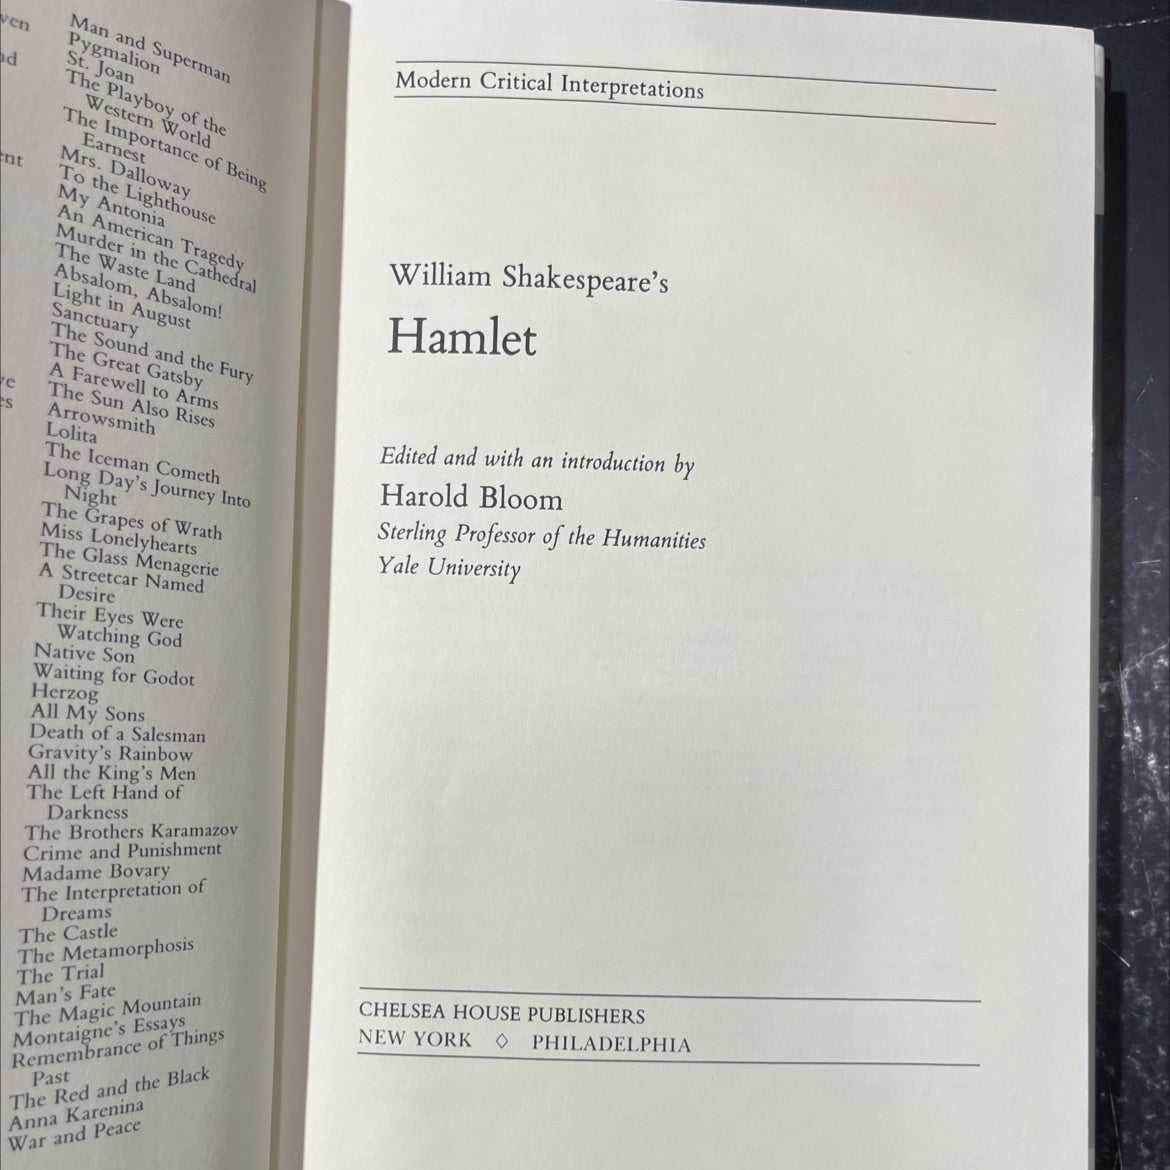 ven
nd
ent
ve
es
Man and Superman
Pygmalion
St. Joan
The Playboy of the
Western World
The Importance of Being
Earnest
Mrs. Dalloway
To the Lighthouse
My Antonia
An American Tragedy
Murder in the Cathedral
The Waste Land
Absalom, Absalom!
Light in August
Sanctuary
The Sound and the Fury
The Great Gatsby
A Farewell to Arms
The Sun Also Rises
Arrowsmith
Lolita
The Iceman Cometh
Long Day's Journey Into
Night
The Grapes of Wrath
Miss Lonelyhearts
The Glass Menagerie
A Streetcar Named
Desire
Their Eyes Were
Watching God
Native Son
Waiting for Godot
Herzog
All My Sons
Death of a Salesman
Gravity's Rainbow
All the King's Men
The Left Hand of
Darkness
The Brothers Karamazov
Crime and Punishment
Madame Bovary
The Interpretation of
Dreams
The Castle
The Metamorphosis
The Trial
Man's Fate
The Magic Mountain
Montaigne's Essays
Remembrance of Things
Past
The Red and the Black
Anna Karenina
War and Peace
Modern Critical Interpretations
William Shakespeare's
Hamlet
Edited and with an introduction by
Harold Bloom
Sterling Professor of the Humanities
Yale University
CHELSEA HOUSE PUBLISHERS
NEW YORK ◇ PHILADELPHIA